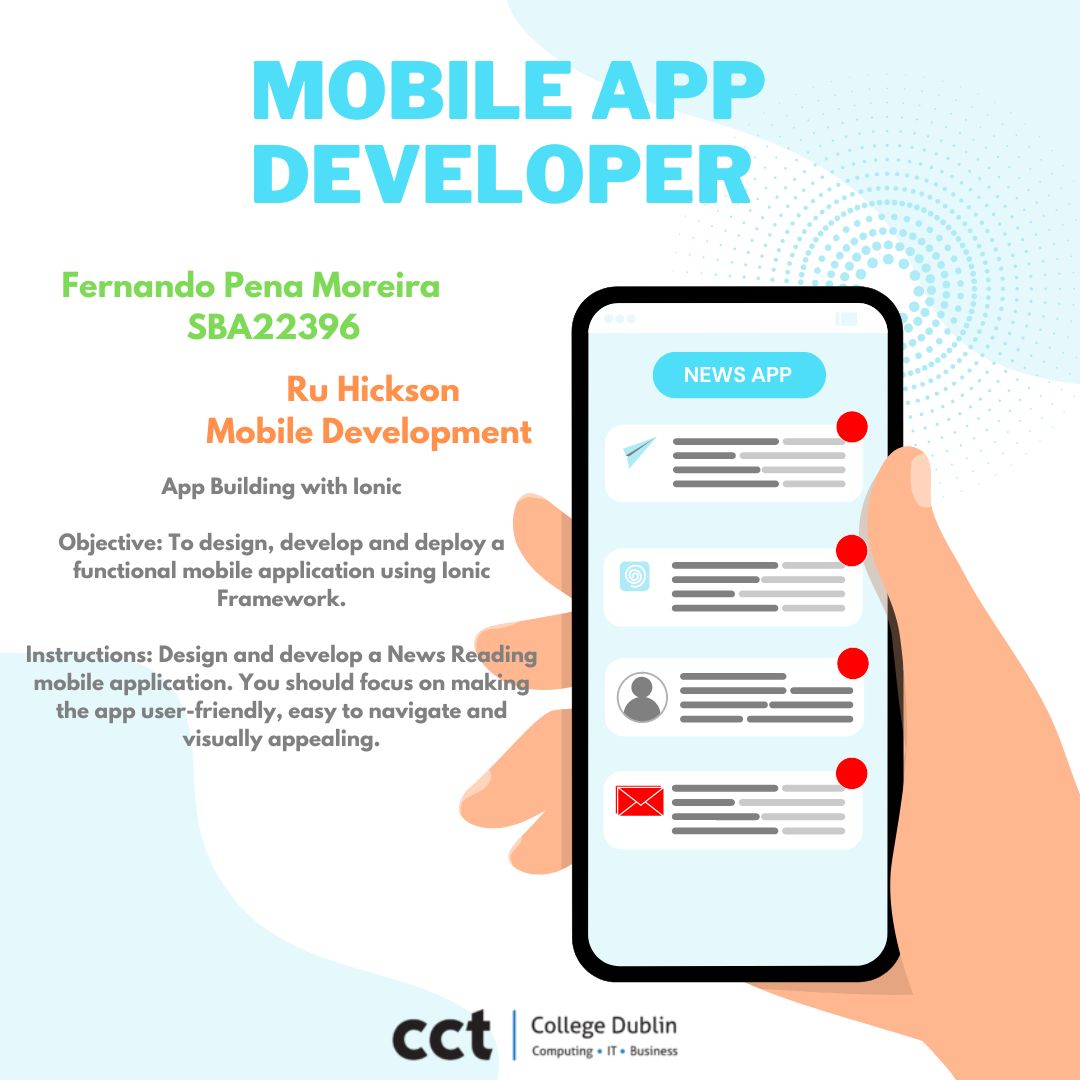 MOBILE APP
DEVELOPER
Fernando Pena Moreira
SBA22396
Ru Hickson
Mobile Development
App Building with Ionic
Objective: To design, develop and deploy a
functional mobile application using Ionic
Framework.
Instructions: Design and develop a News Reading
mobile application. You should focus on making
the app user-friendly, easy to navigate and
visually appealing.
NEWS APP
cct
College Dublin
Computing • IT • Business